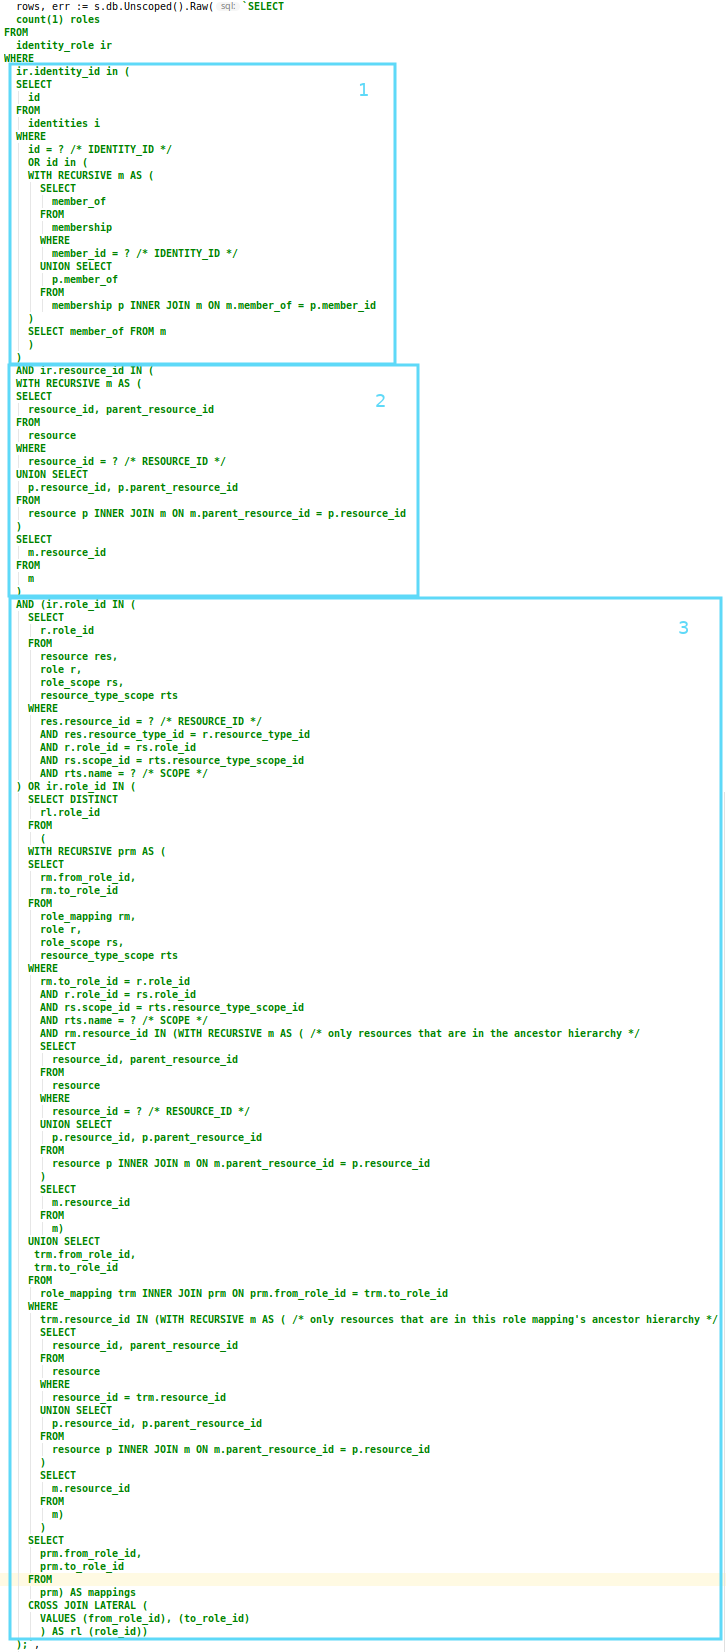 rows, err := s.db.Unscoped().Raw( sql: `SELECT
count(1) roles
FROM
identity_role ir
WHERE
ir.identity_id in (
1
SELECT
id
FROM
identities i
WHERE
id = ? /* IDENTITY_ID */
OR id in (
WITH RECURSIVE m AS (
SELECT
member_of
FROM
membership
WHERE
member_id = ? /* IDENTITY_ID */
UNION SELECT
p.member_of
FROM
membership p INNER JOIN m ON m.member_of = p.member_id
)
SELECT member_of FROM m
)
)
AND ir.resource_id IN (
WITH RECURSIVE m AS (
2
SELECT
resource_id, parent_resource_id
FROM
resource
WHERE
resource_id = ? /* RESOURCE_ID */
UNION SELECT
p.resource_id, p.parent_resource_id
FROM
resource p INNER JOIN m ON m.parent_resource_id = p.resource_id
)
SELECT
m.resource_id
FROM
m
)
AND (ir.role_id IN (
SELECT
3
r.role_id
FROM
resource res,
role r,
role_scope rs,
resource_type_scope rts
WHERE
res.resource_id = ? /* RESOURCE_ID */
AND res.resource_type_id = r.resource_type_id
AND r.role_id = rs.role_id
AND rs.scope_id = rts.resource_type_scope_id
AND rts.name = ? /* SCOPE */
) OR ir.role_id IN (
SELECT DISTINCT
rl.role_id
FROM
(
WITH RECURSIVE prm AS (
SELECT
rm.from_role_id,
rm.to_role_id
FROM
role_mapping rm,
role r,
role_scope rs,
resource_type_scope rts
WHERE
rm.to_role_id = r.role_id
AND r.role_id = rs.role_id
AND rs.scope_id = rts.resource_type_scope_id
AND rts.name = ? /* SCOPE */
AND rm.resource_id IN (WITH RECURSIVE m AS ( /* only resources that are in the ancestor hierarchy */
SELECT
resource_id, parent_resource_id
FROM
resource
WHERE
resource_id = ? /* RESOURCE_ID */
UNION SELECT
p.resource_id, p.parent_resource_id
FROM
resource p INNER JOIN m ON m.parent_resource_id = p.resource_id
)
SELECT
m.resource_id
FROM
m)
UNION SELECT
trm.from_role_id,
trm.to_role_id
FROM
role_mapping trm INNER JOIN prm ON prm.from_role_id = trm.to_role_id
WHERE
trm.resource_id IN (WITH RECURSIVE m AS ( /* only resources that are in this role mapping's ancestor hierarchy */
SELECT
resource_id, parent_resource_id
FROM
resource
WHERE
resource_id = trm.resource_id
UNION SELECT
p.resource_id, p.parent_resource_id
FROM
resource p INNER JOIN m ON m.parent_resource_id = p.resource_id
)
SELECT
m.resource_id
FROM
m)
)
SELECT
prm.from_role_id,
prm.to_role_id
FROM
prm) AS mappings
CROSS JOIN LATERAL (
VALUES (from_role_id), (to_role_id)
) AS rl (role_id))
);`,